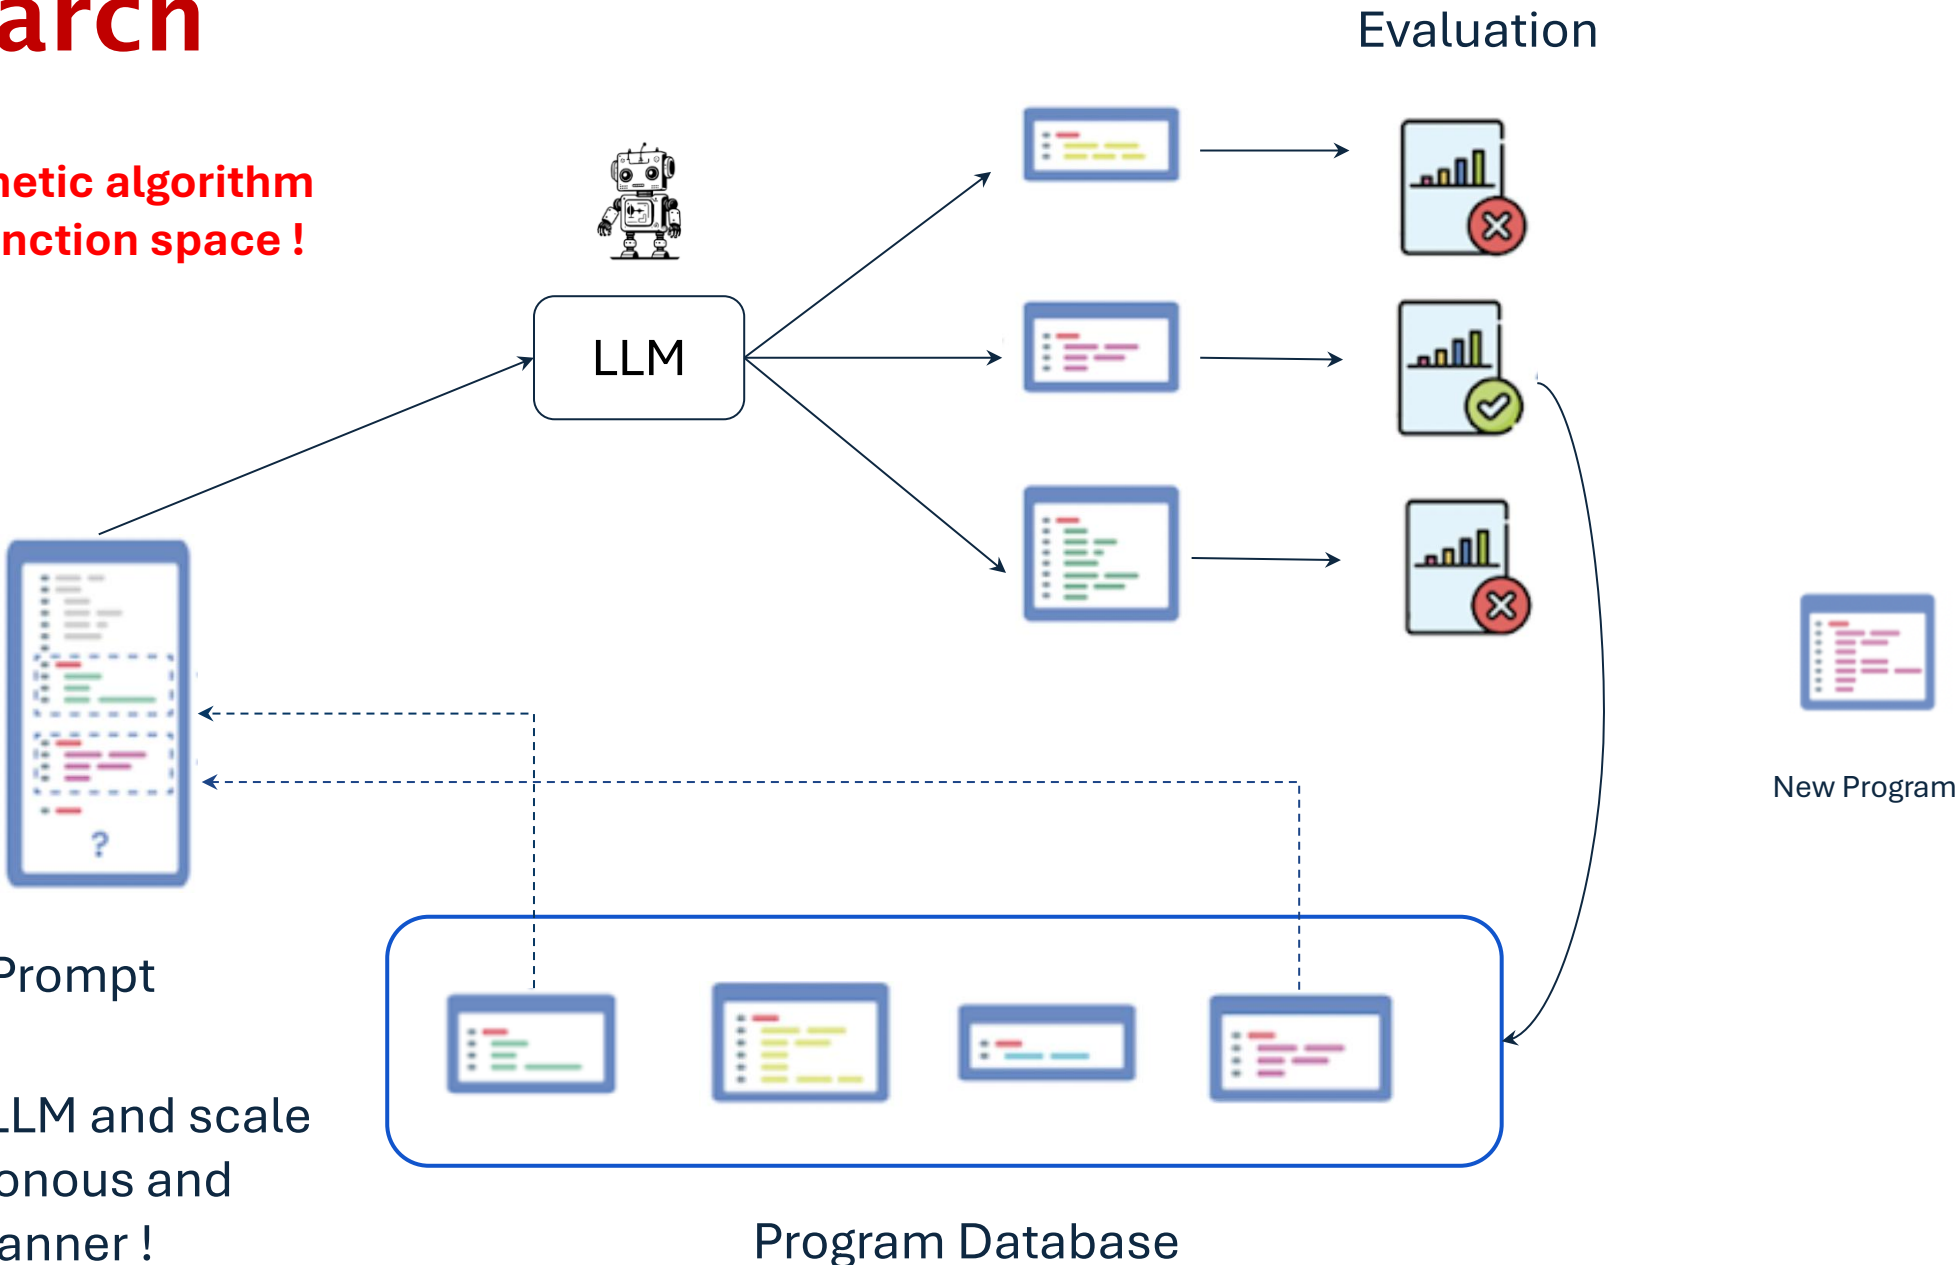 arch
Evaluation
netic algorithm
nction space !
LLM
?
New Program
Prompt
LLM and scale
onous and
anner !
Program Database